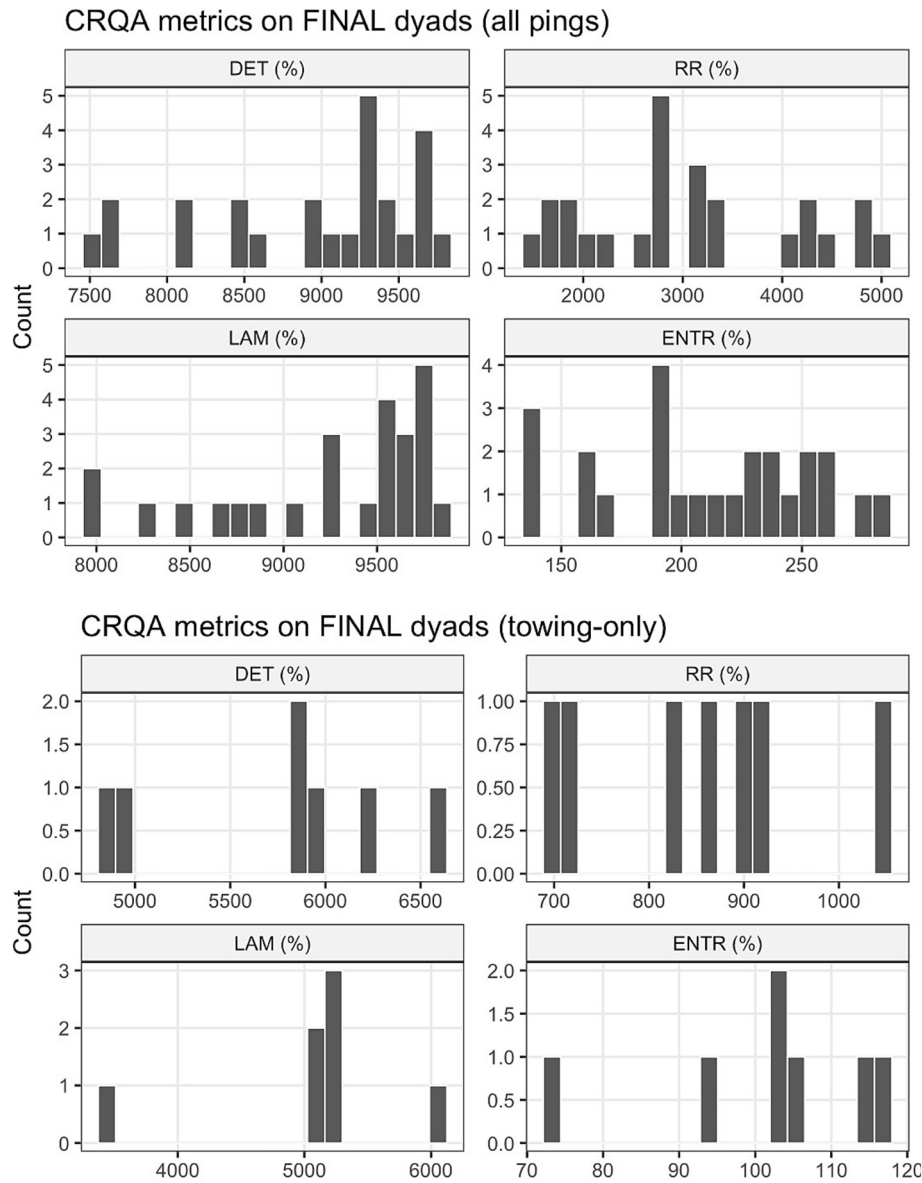 CRQA metrics on FINAL dyads (all pings)
DET (%)
5
4
3
2
1
0
7500 8000 8500 9000 9500
RR (%)
5
4
3
2
1
0
2000 3000 4000 5000
Count
LAM (%)
5
4
3
2
1
0
8000 8500 9000 9500
ENTR (%)
4
3
2
1
0
150 200 250
CRQA metrics on FINAL dyads (towing-only)
DET (%)
2.0
1.5
1.0
0.5
0.0
5000 5500 6000 6500
RR (%)
1.00
0.75
0.50
0.25
0.00
700 800 900 1000
Count
LAM (%)
3
2
1
0
4000 5000 6000
ENTR (%)
2.0
1.5
1.0
0.5
0.0
70 80 90 100 110 120